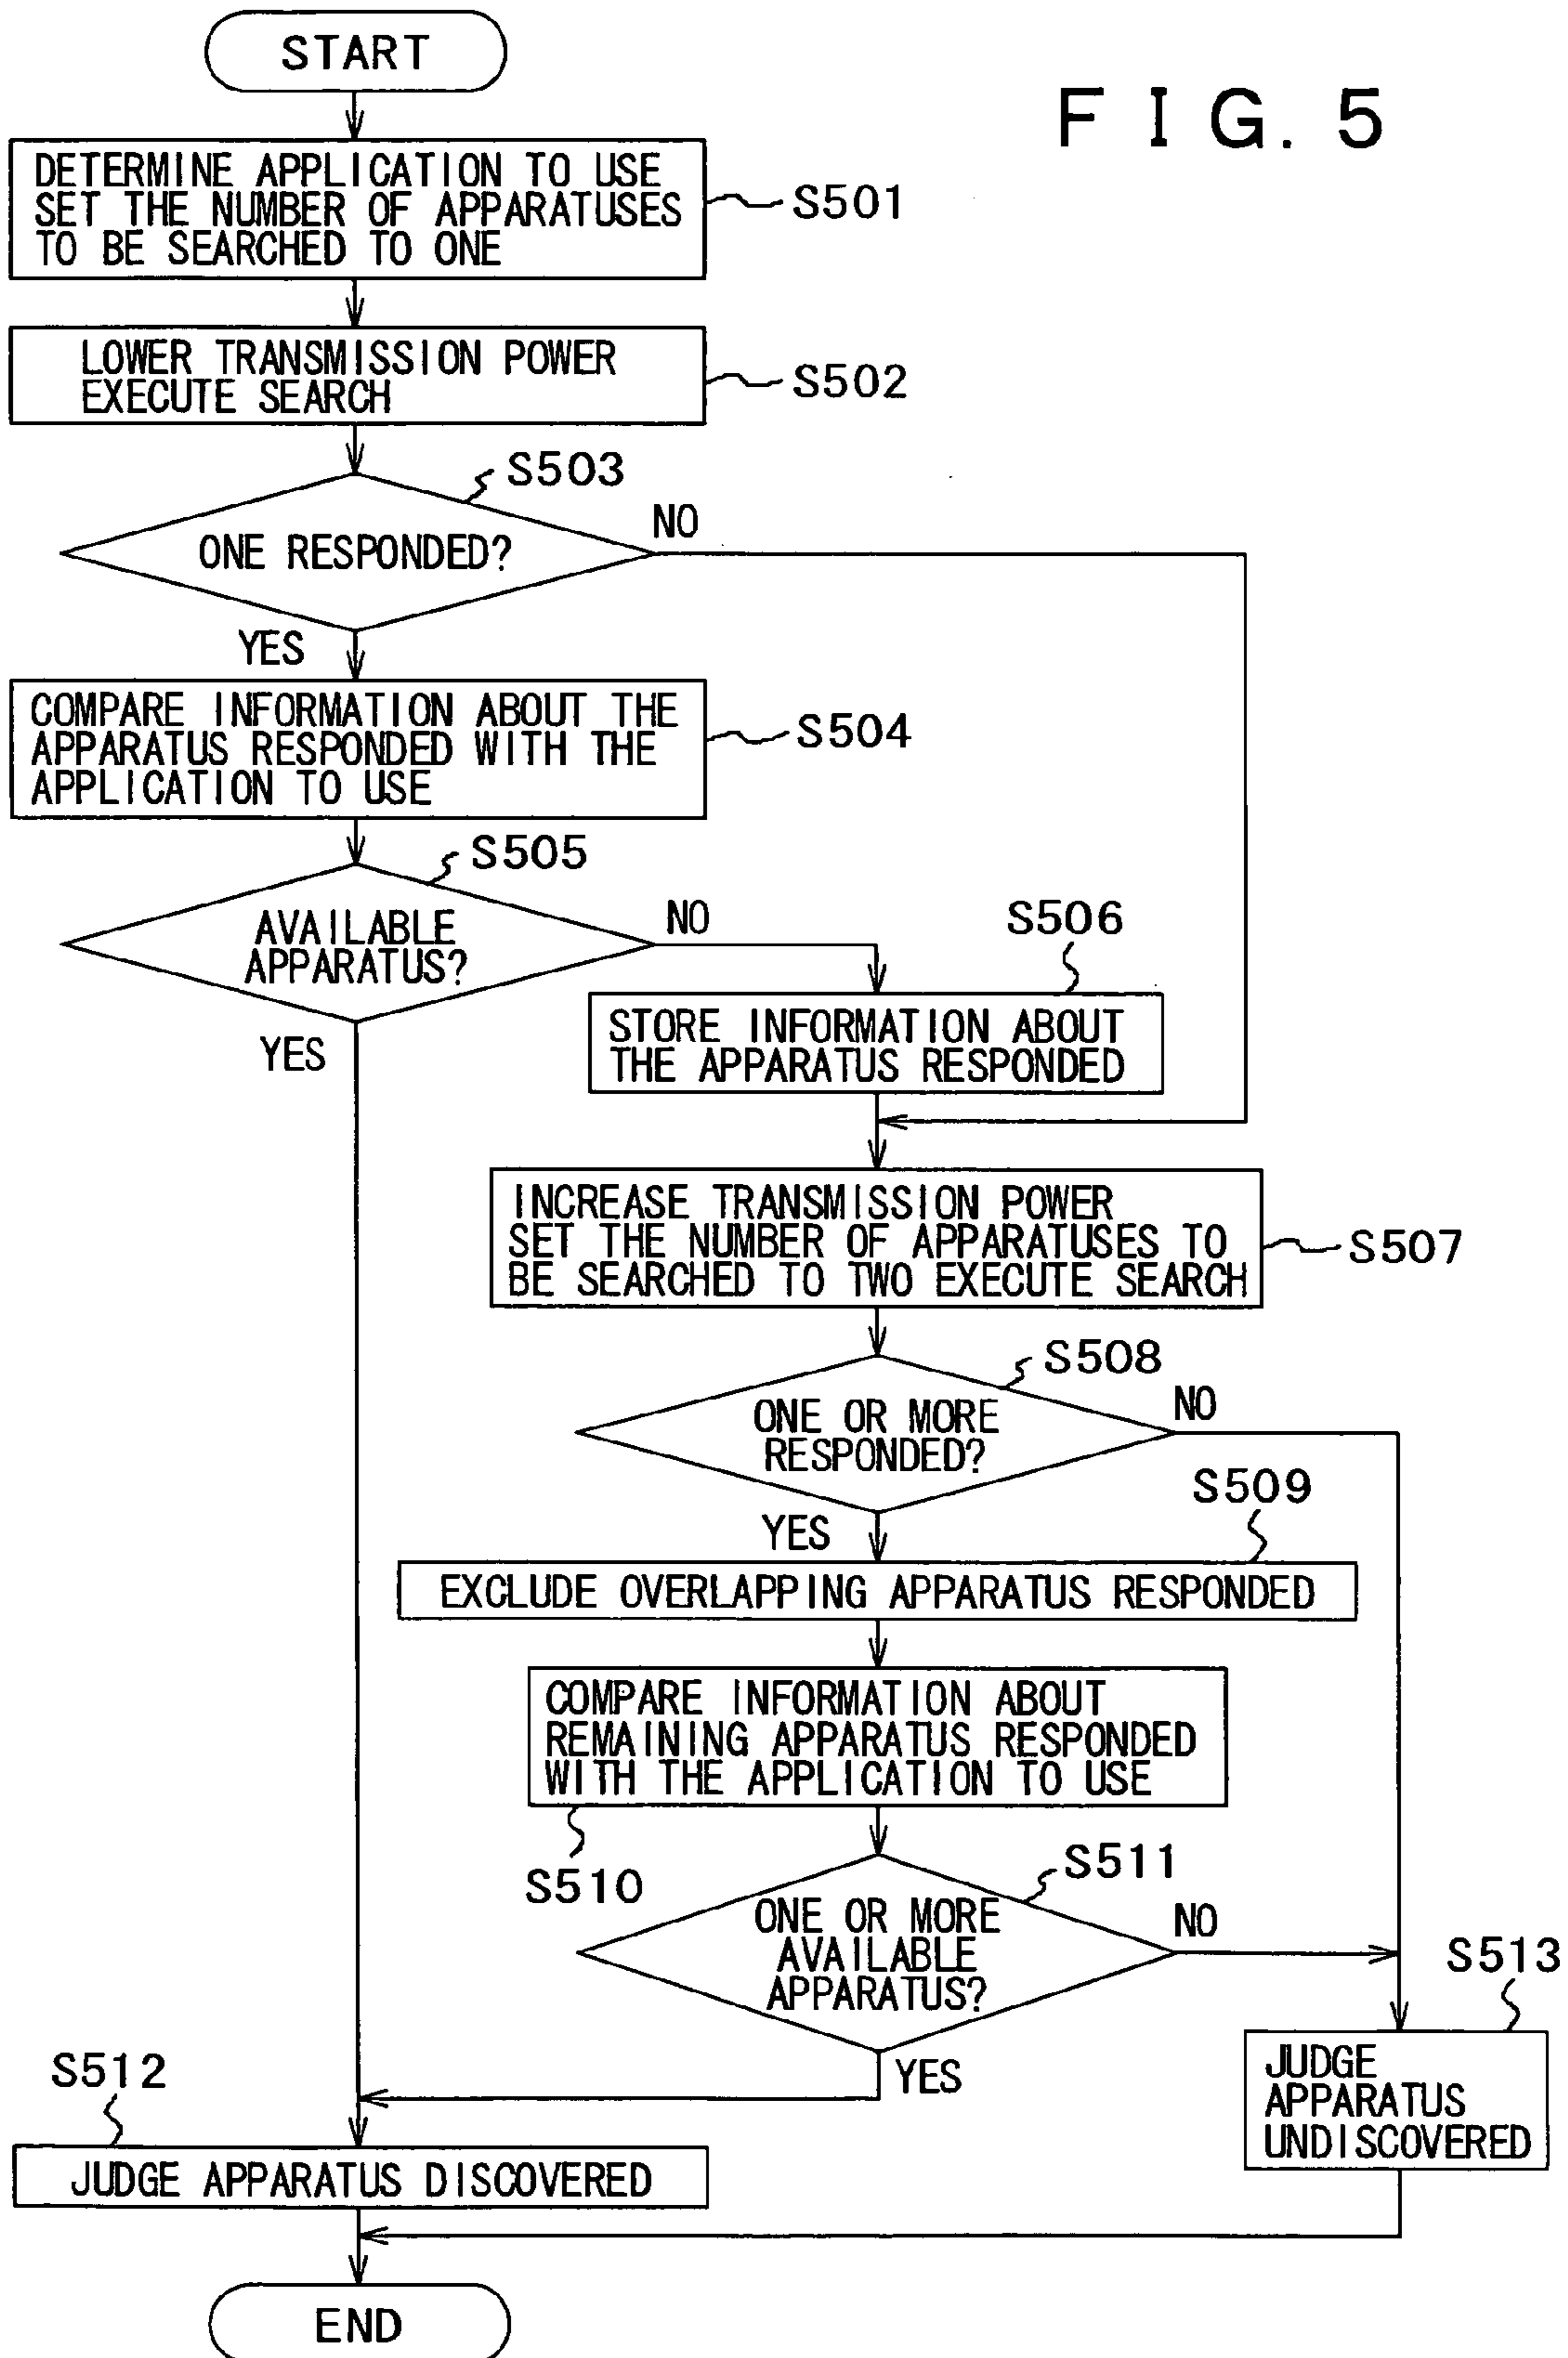 START
F I G. 5
DETERMINE APPLICATION TO USE
SET THE NUMBER OF APPARATUSES
TO BE SEARCHED TO ONE
S501
LOWER TRANSMISSION POWER
EXECUTE SEARCH
S502
S503
ONE RESPONDED?
NO
YES
COMPARE INFORMATION ABOUT THE
APPARATUS RESPONDED WITH THE
APPLICATION TO USE
S504
S505
AVAILABLE
APPARATUS?
NO
YES
S506
STORE INFORMATION ABOUT
THE APPARATUS RESPONDED
INCREASE TRANSMISSION POWER
SET THE NUMBER OF APPARATUSES TO
BE SEARCHED TO TWO EXECUTE SEARCH
S507
S508
ONE OR MORE
RESPONDED?
NO
YES
S509
EXCLUDE OVERLAPPING APPARATUS RESPONDED
COMPARE INFORMATION ABOUT
REMAINING APPARATUS RESPONDED
WITH THE APPLICATION TO USE
S510
S511
ONE OR MORE
AVAILABLE
APPARATUS?
NO
YES
S513
JUDGE
APPARATUS
UNDISCOVERED
S512
JUDGE APPARATUS DISCOVERED
END